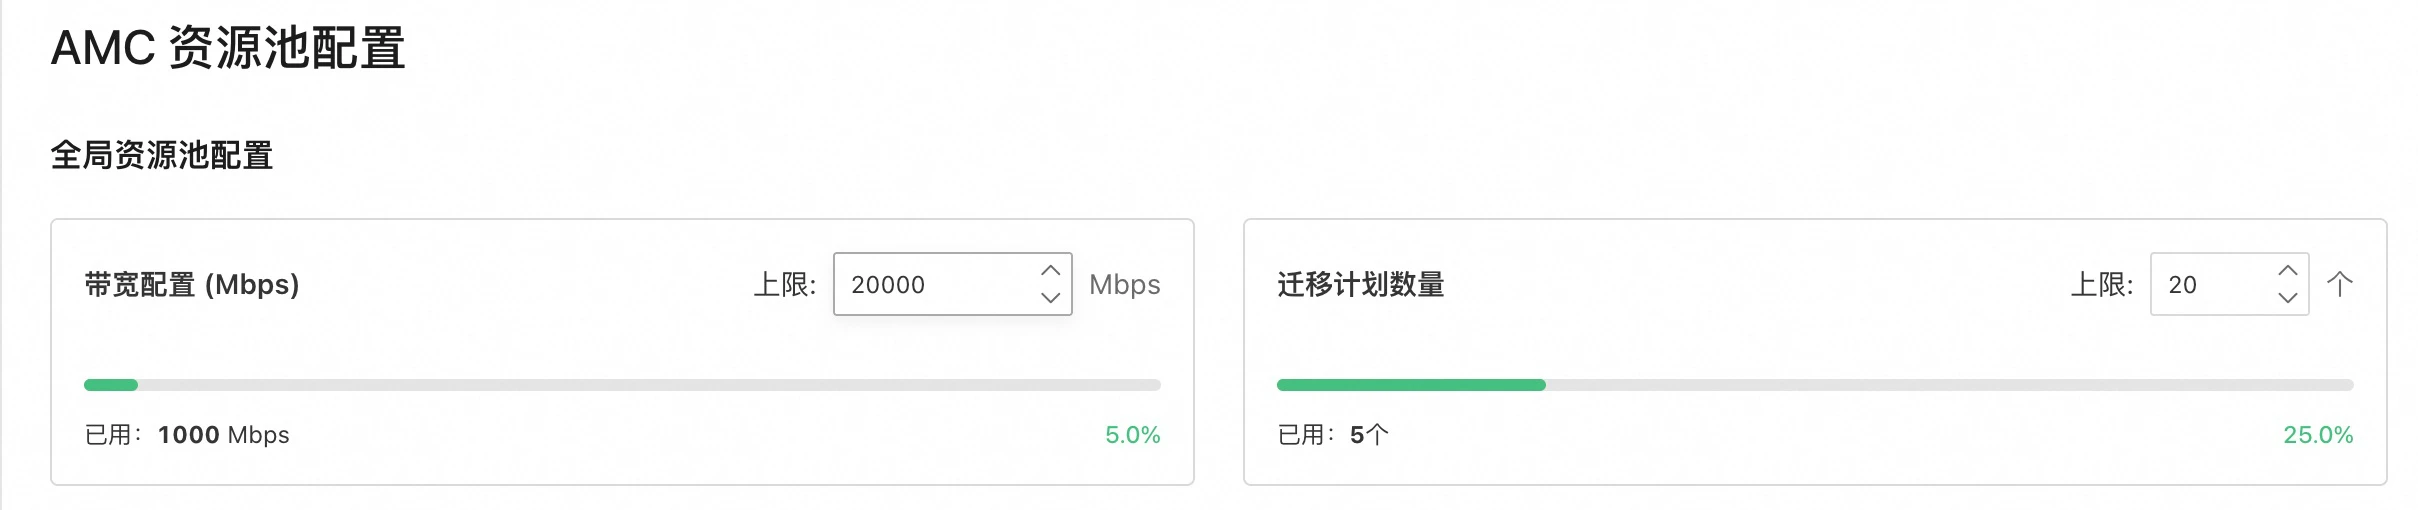 AMC 资源池配置
全局资源池配置
带宽配置 (Mbps)
上限: 20000 Mbps
已用：1000 Mbps
5.0%
迁移计划数量
上限: 20 个
已用：5个
25.0%